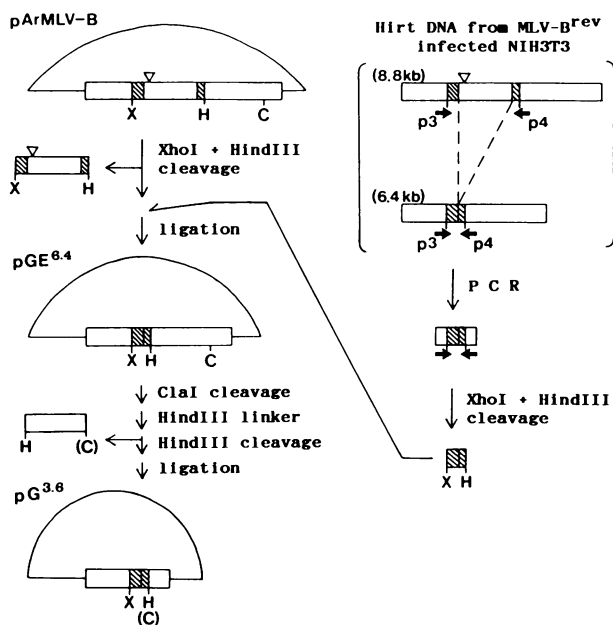 pArMLV-B
X
H
C
X
H
XhoI + HindIII
cleavage
ligation
pGE6.4
X
H
C
ClaI cleavage
HindIII linker
HindIII cleavage
ligation
H
(C)
pG3.6
X
H
(C)
Hirt DNA from MLV-Brev
infected NIH3T3
(8.8kb)
p3
p4
(6.4kb)
p3
p4
P C R
XhoI + HindIII
cleavage
X H